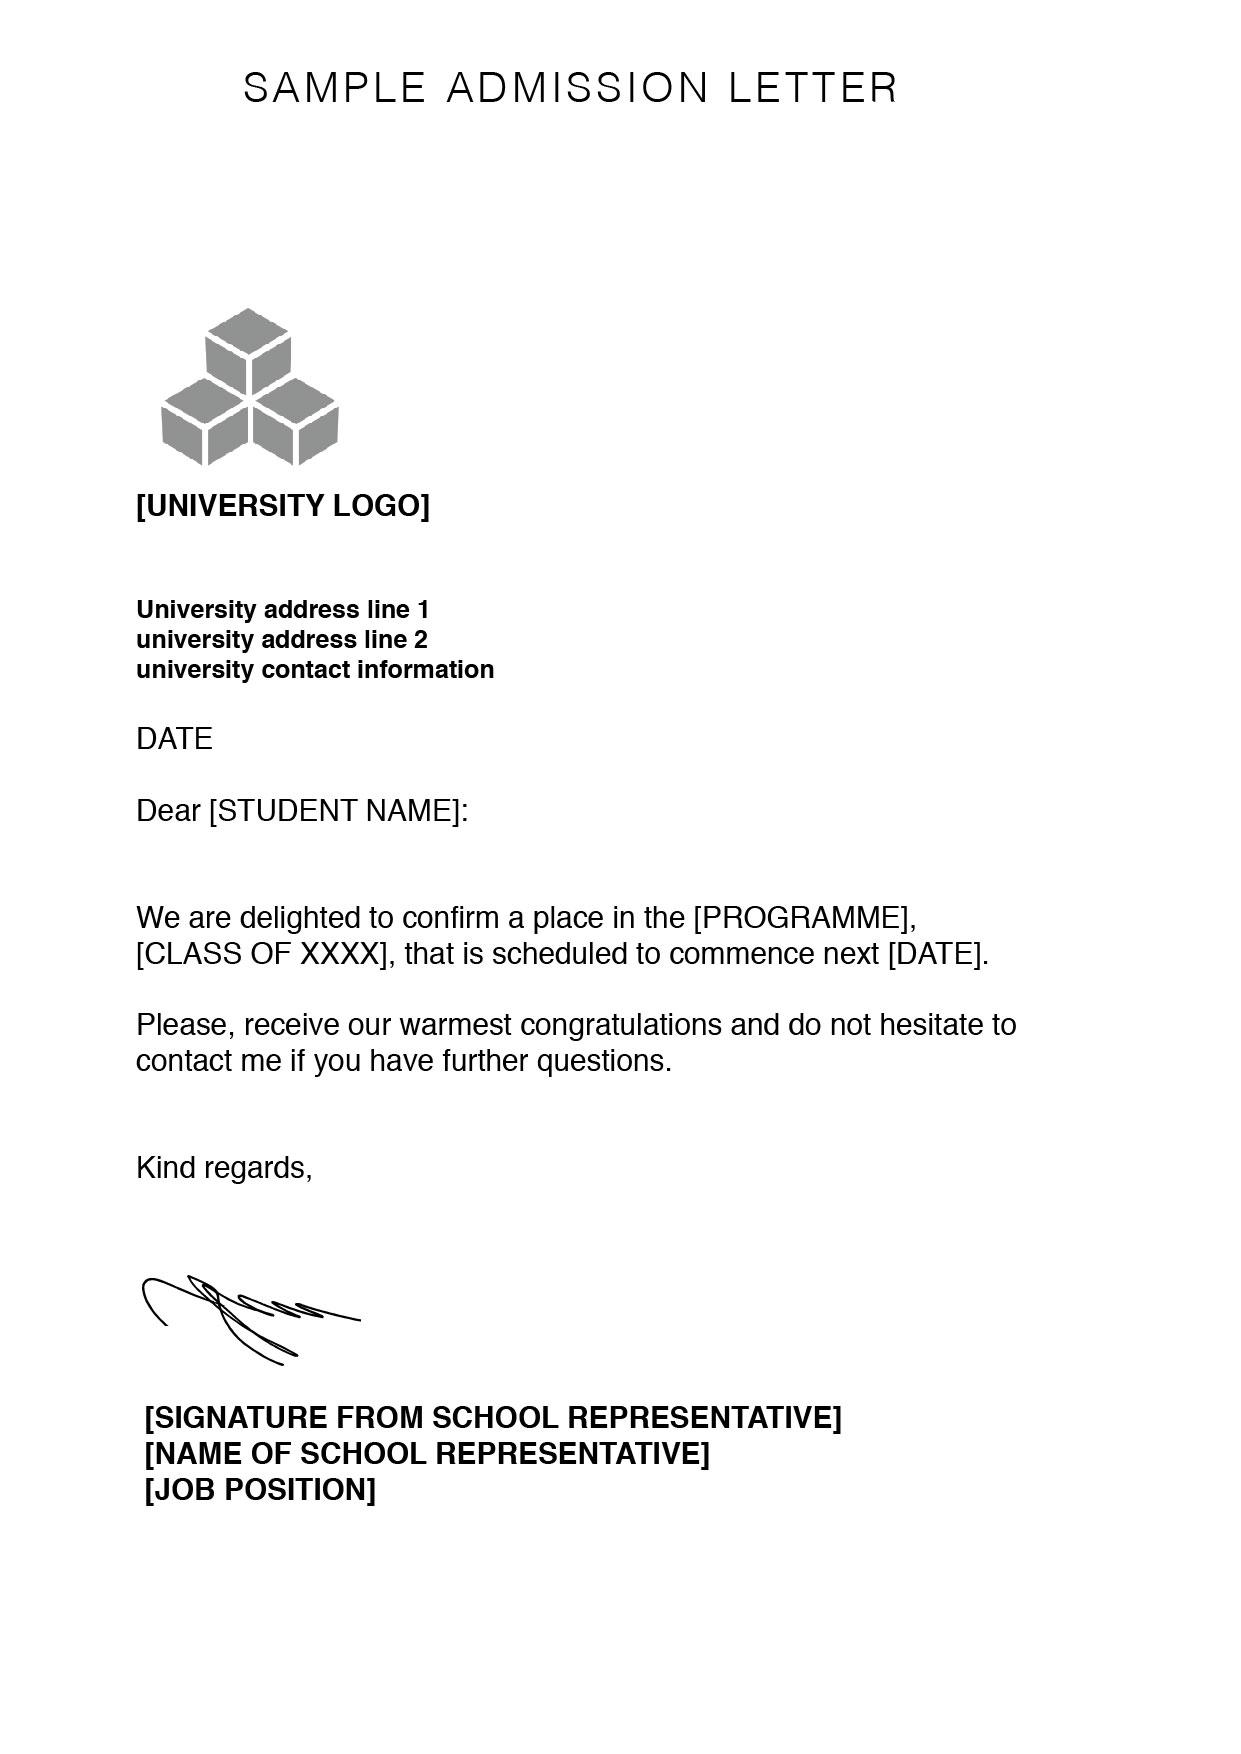 SAMPLE ADMISSION LETTER
[UNIVERSITY LOGO]
University address line 1
university address line 2
university contact information
DATE
Dear [STUDENT NAME]:
We are delighted to confirm a place in the [PROGRAMME],
[CLASS OF XXXX], that is scheduled to commence next [DATE].
Please, receive our warmest congratulations and do not hesitate to
contact me if you have further questions.
Kind regards,
[SIGNATURE FROM SCHOOL REPRESENTATIVE]
[NAME OF SCHOOL REPRESENTATIVE]
[JOB POSITION]